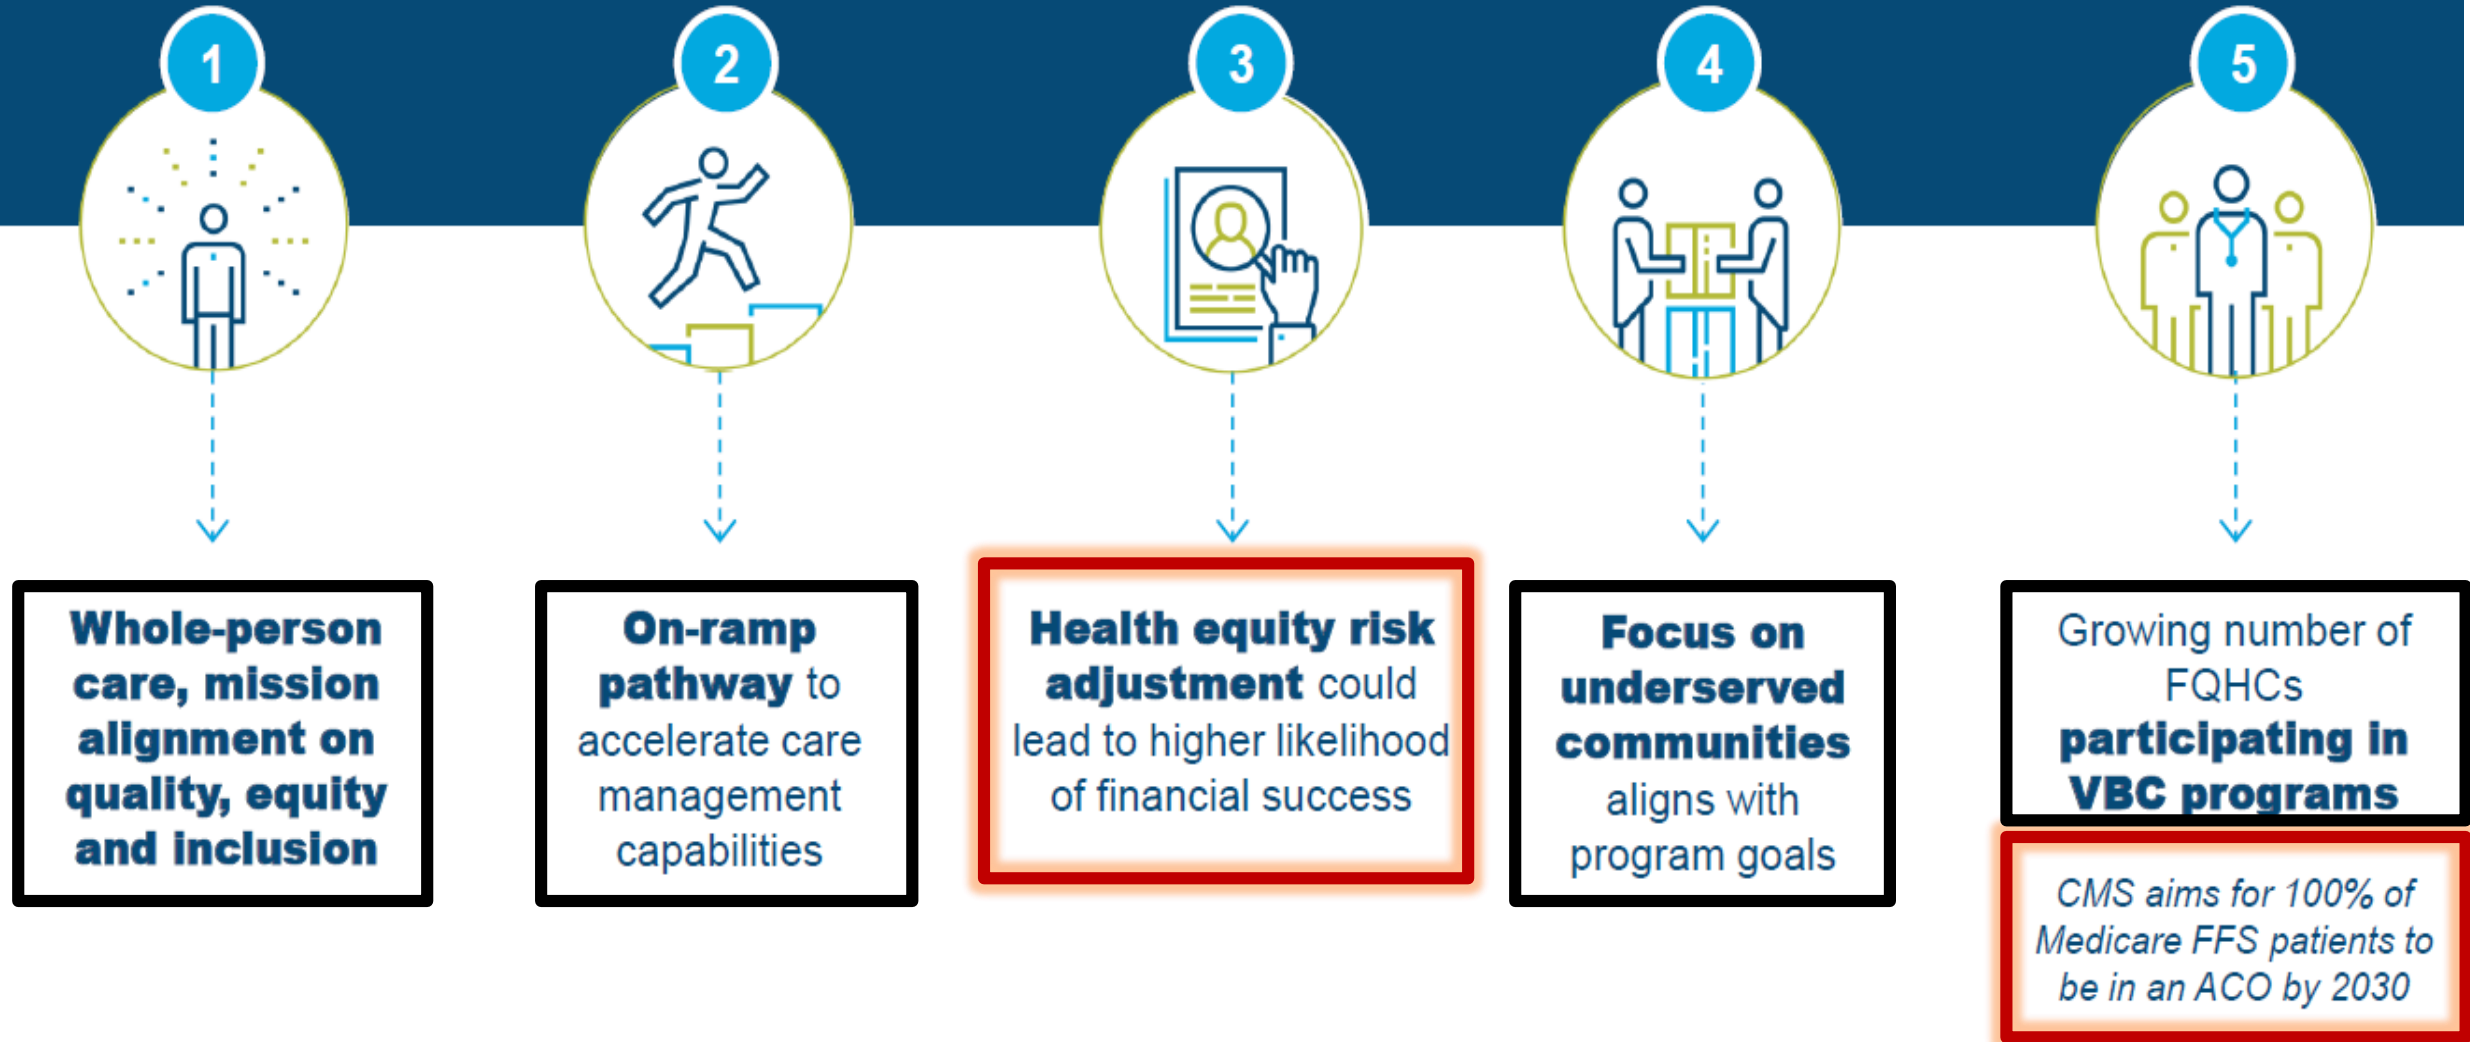 1
2
3
4
5
Whole-person
care, mission
alignment on
quality, equity
and inclusion
On-ramp
pathway to
accelerate care
management
capabilities
Health equity risk
adjustment could
lead to higher likelihood
of financial success
Focus on
underserved
communities
aligns with
program goals
Growing number of
FQHCs
participating in
VBC programs
CMS aims for 100% of
Medicare FFS patients to
be in an ACO by 2030